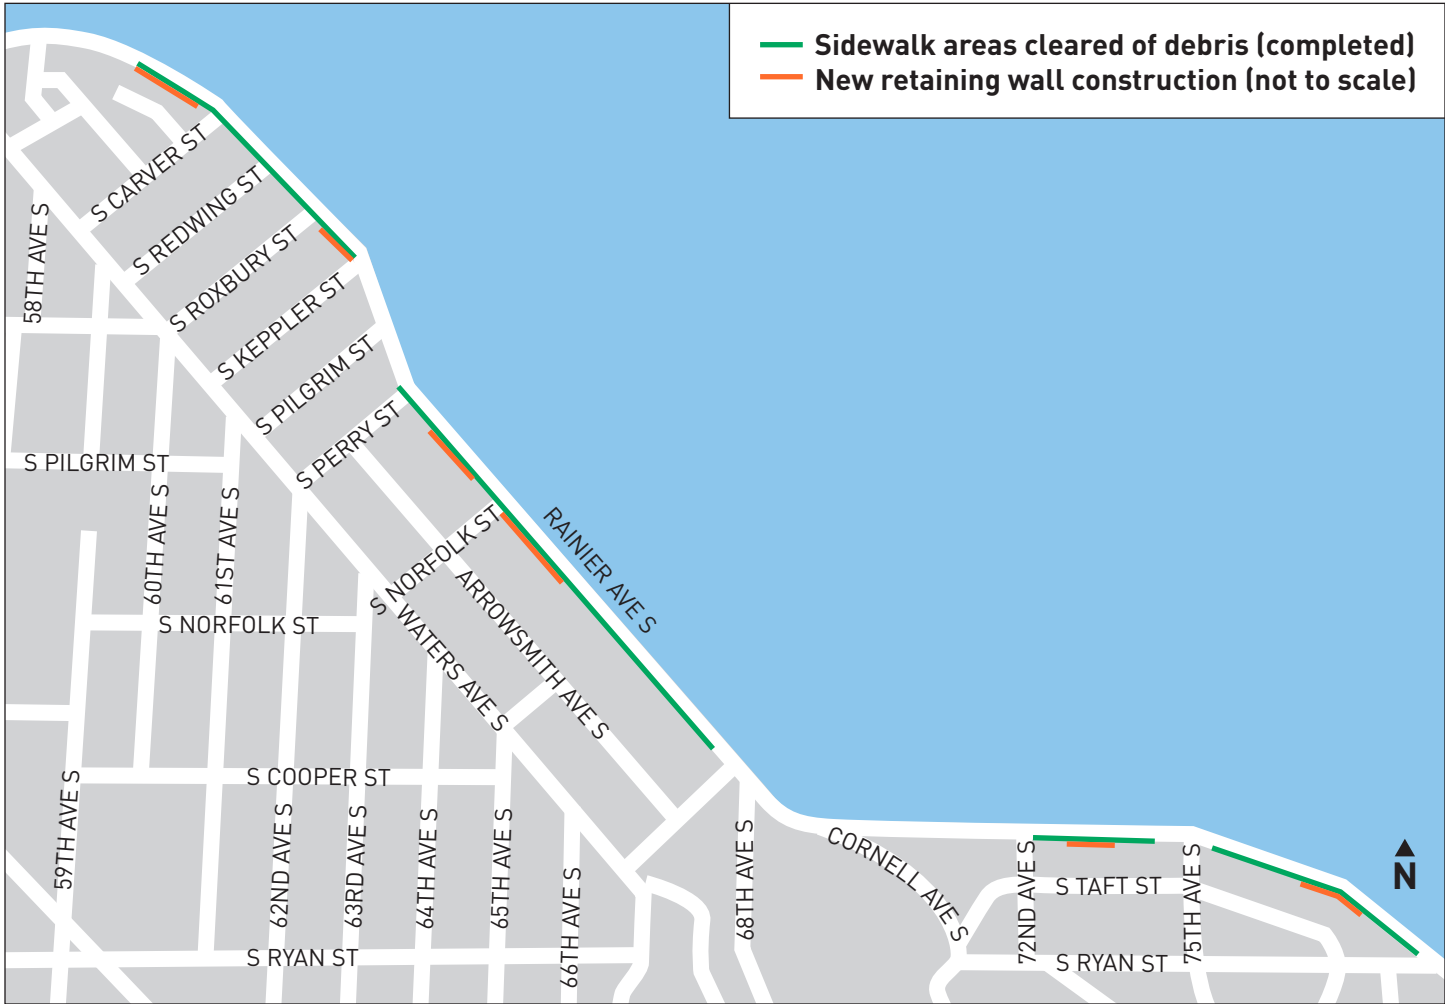 Sidewalk areas cleared of debris (completed)
New retaining wall construction (not to scale)
S CARVER ST
S REDWING ST
58TH AVE S
S ROXBURY ST
S KEPPLER ST
S PILGRIM ST
S PERRY ST
S PILGRIM ST
60TH AVE S
61ST AVE S
S NORFOLK ST
RAINIER AVE S
ARROWSMITH AVE S
S NORFOLK ST
WATERS AVE S
S COOPER ST
59TH AVE S
62ND AVE S
63RD AVE S
64TH AVE S
65TH AVE S
66TH AVE S
68TH AVE S
CORNELL AVE S
72ND AVE S
75TH AVE S
S TAFT ST
N
S RYAN ST
S RYAN ST